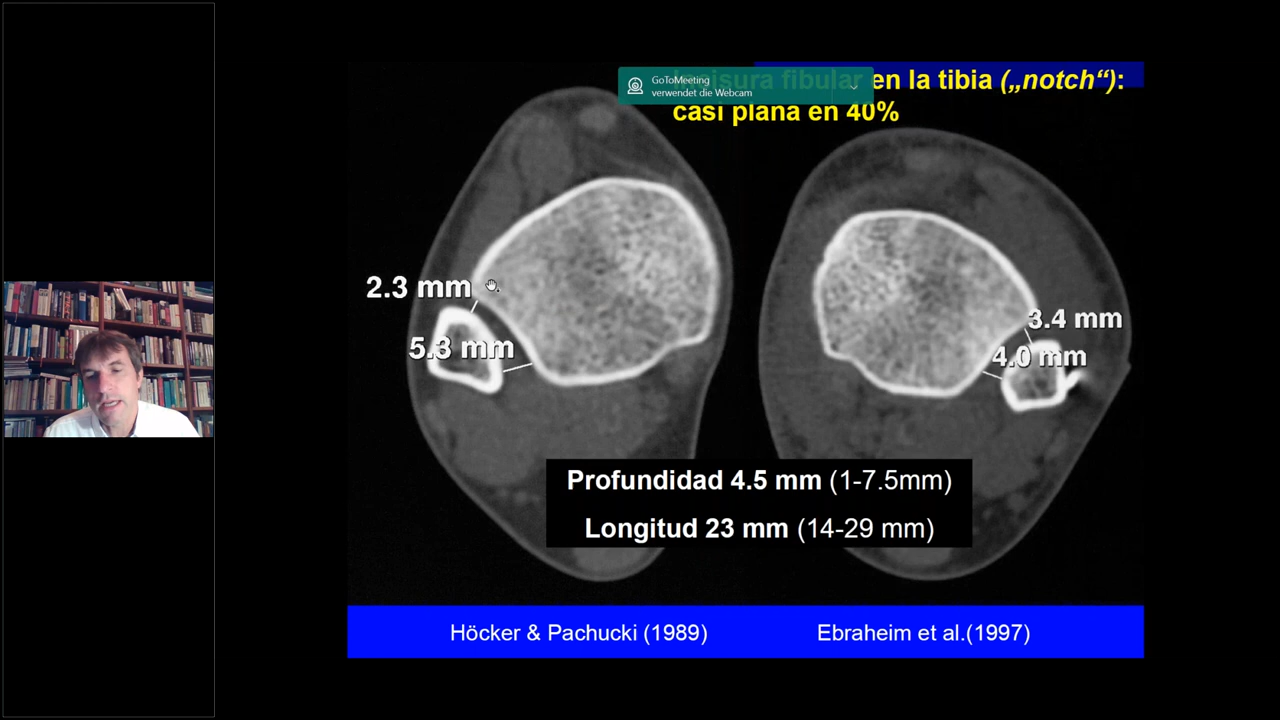 GoToMeeting
verwendet die Webcam
fibular en la tibia („notch“):
casi plana en 40%
2.3 mm
5.3 mm
3.4 mm
4.0 mm
Profundidad 4.5 mm (1-7.5mm)
Longitud 23 mm (14-29 mm)
Höcker & Pachucki (1989)
Ebraheim et al.(1997)